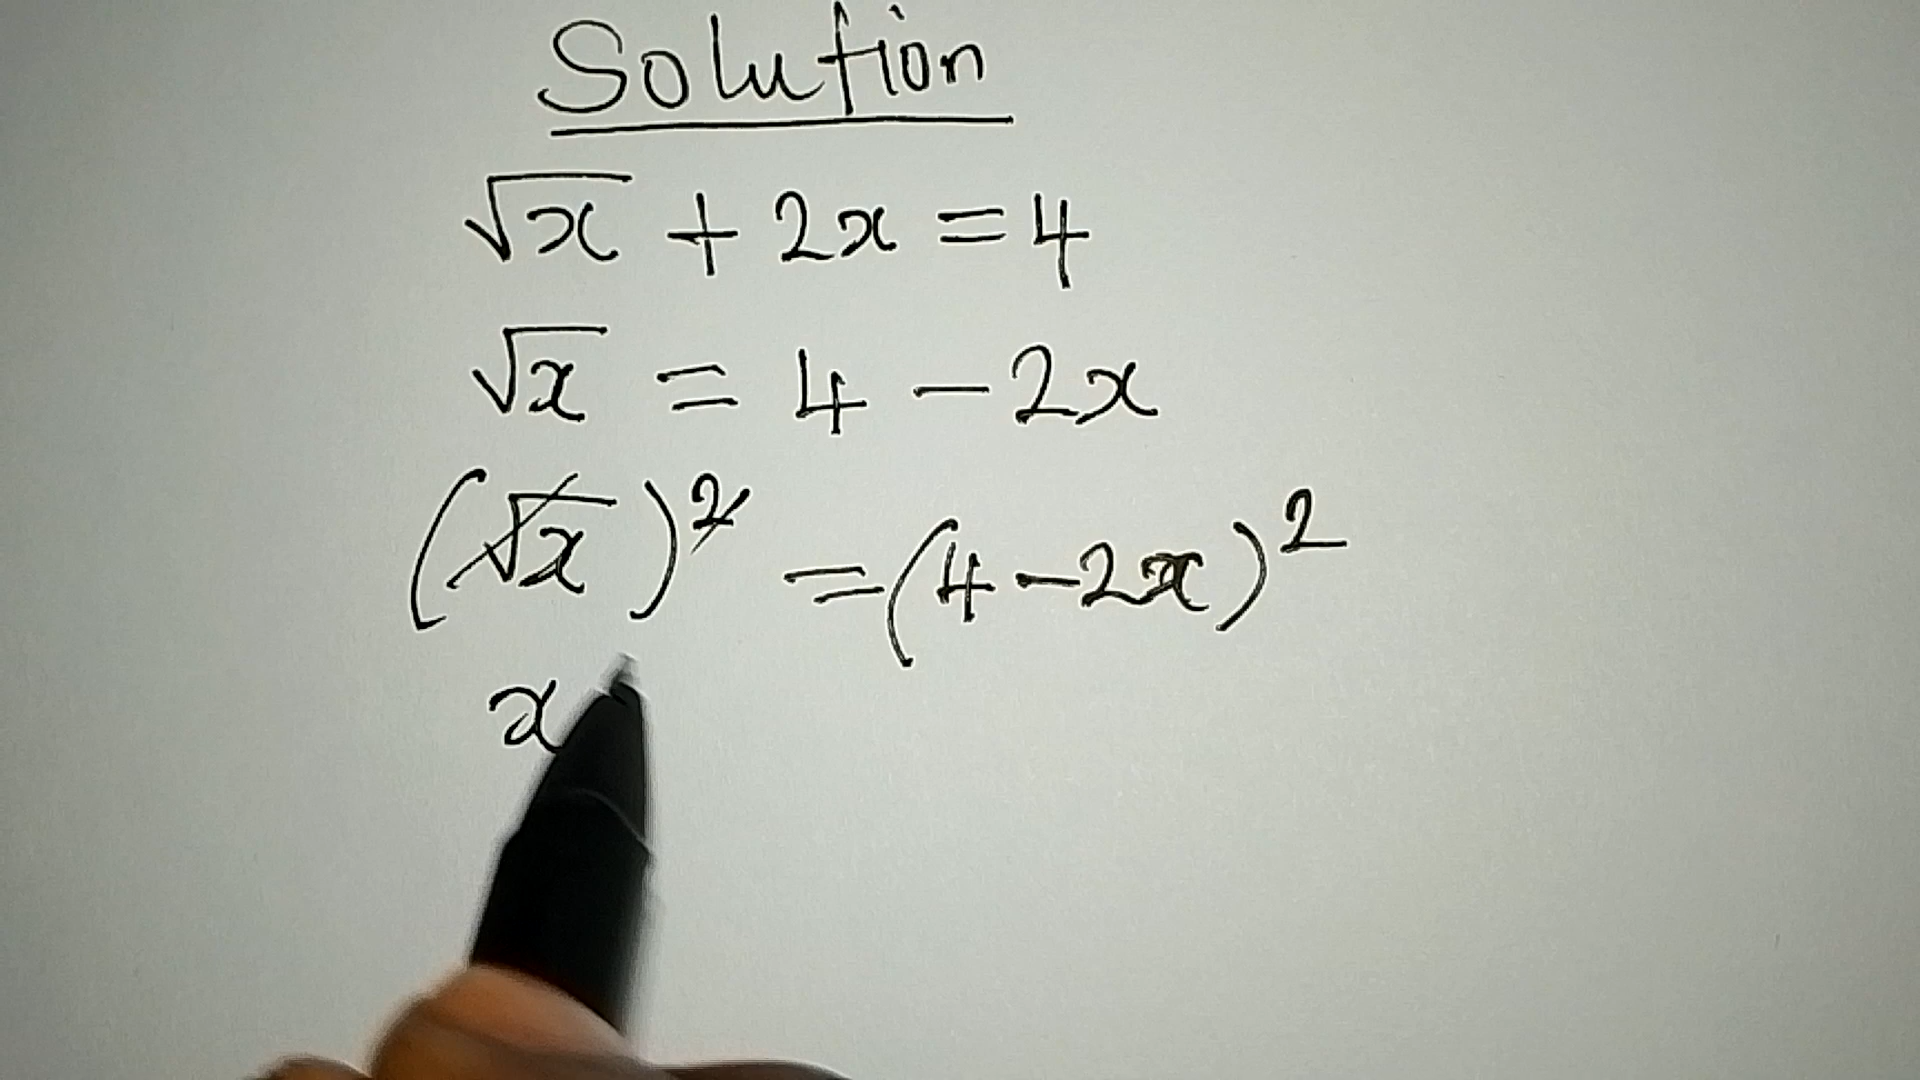 Solution
√x + 2x = 4
√x = 4 - 2x
(√x)² = (4 - 2x)²
x